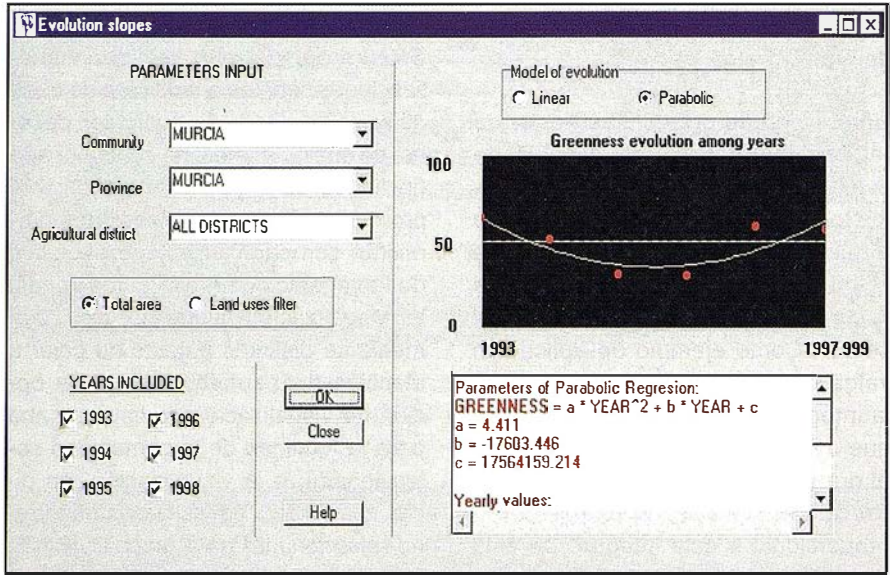 Evolution slopes
PARAMETERS INPUT
Community MURCIA
Province MURCIA
Agricultural district ALL DISTRICTS
Total area Land uses filter
YEARS INCLUDED
1993 1996
1994 1997
1995 1998
OK
Close
Help
Model of evolution
Linear Parabolic
Greenness evolution among years
100
50
0
1993 1997.999
Parameters of Parabolic Regresion:
GREENNESS = a * YEAR^2 + b * YEAR + c
a = 4.411
b = -17603.446
c = 17564159.214
Yearly values: